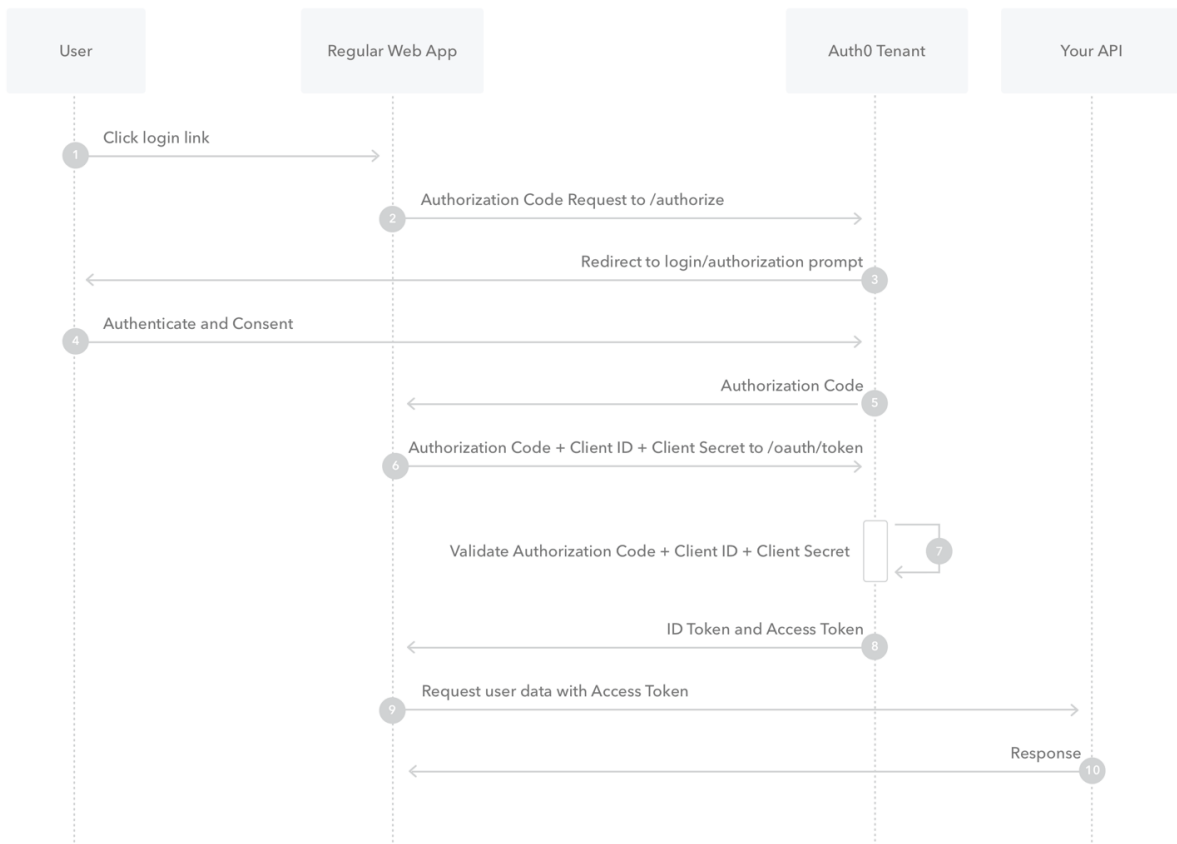 User
Regular Web App
Auth0 Tenant
Your API
Click login link
1
Authorization Code Request to /authorize
2
Redirect to login/authorization prompt
3
Authenticate and Consent
4
Authorization Code
5
Authorization Code + Client ID + Client Secret to /oauth/token
6
Validate Authorization Code + Client ID + Client Secret
7
ID Token and Access Token
8
Request user data with Access Token
9
Response
10